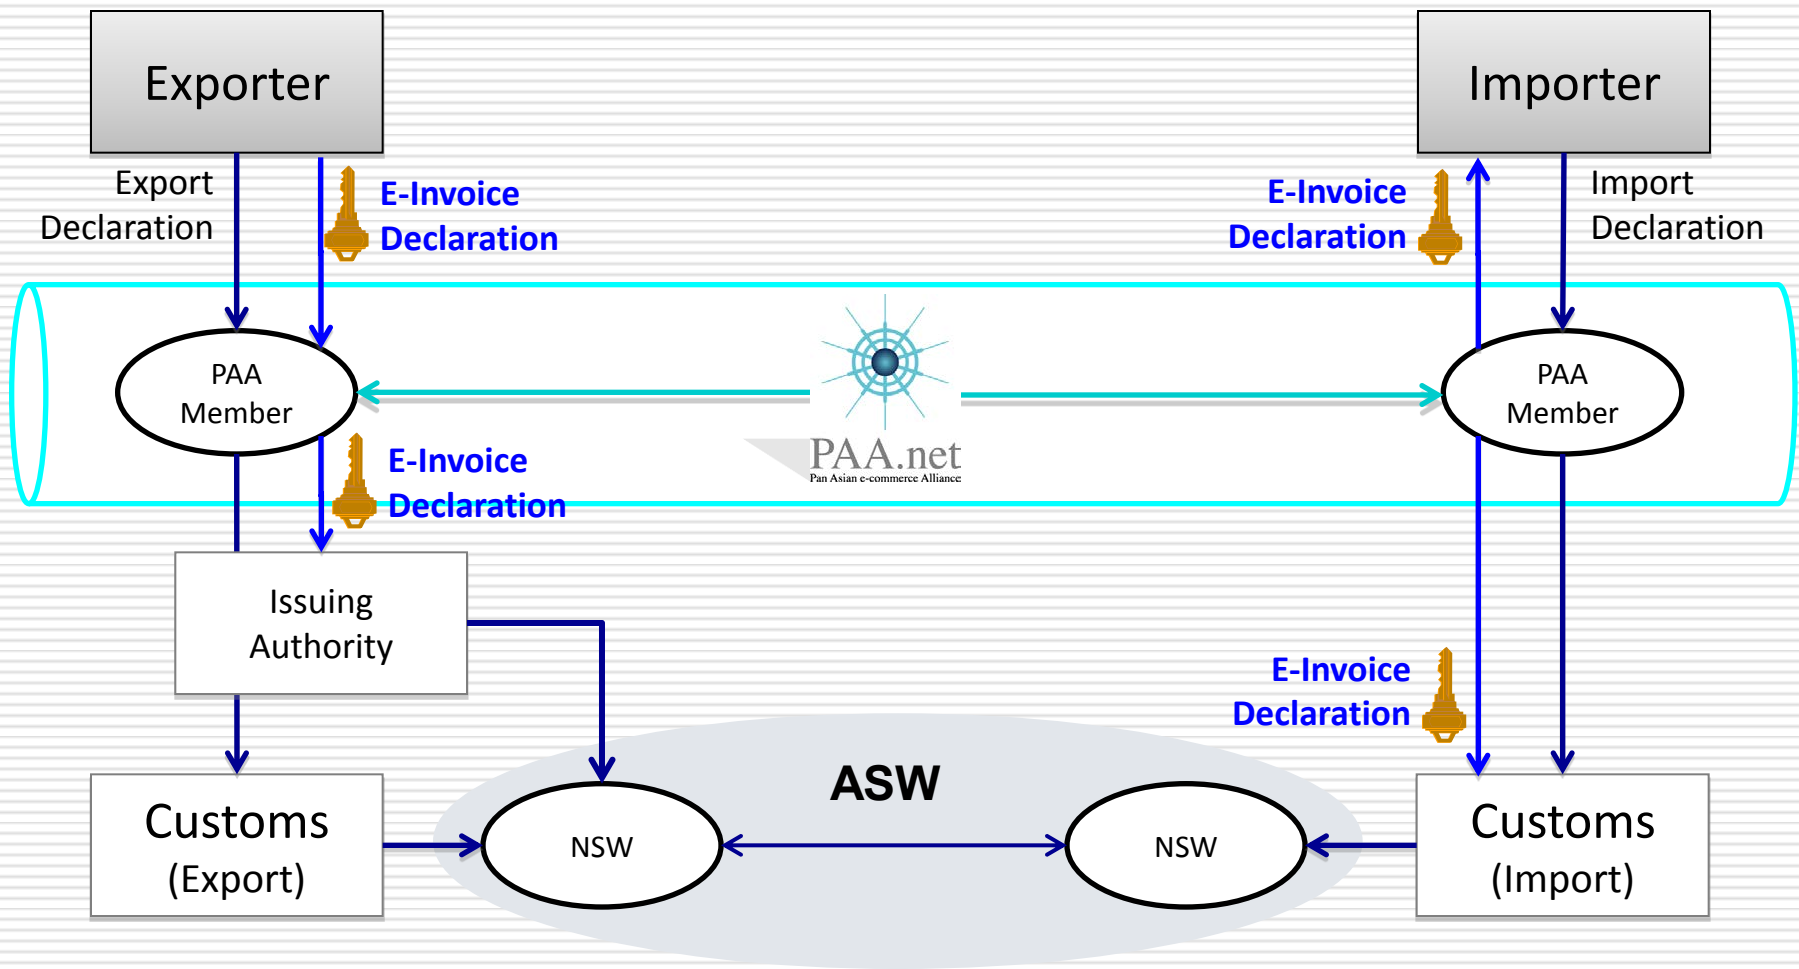 Exporter
Importer
Export
Declaration
E-Invoice
Declaration
E-Invoice
Declaration
Import
Declaration
PAA
Member
PAA.net
Pan Asian e-commerce Alliance
PAA
Member
E-Invoice
Declaration
Issuing
Authority
E-Invoice
Declaration
ASW
Customs
(Export)
NSW
NSW
Customs
(Import)